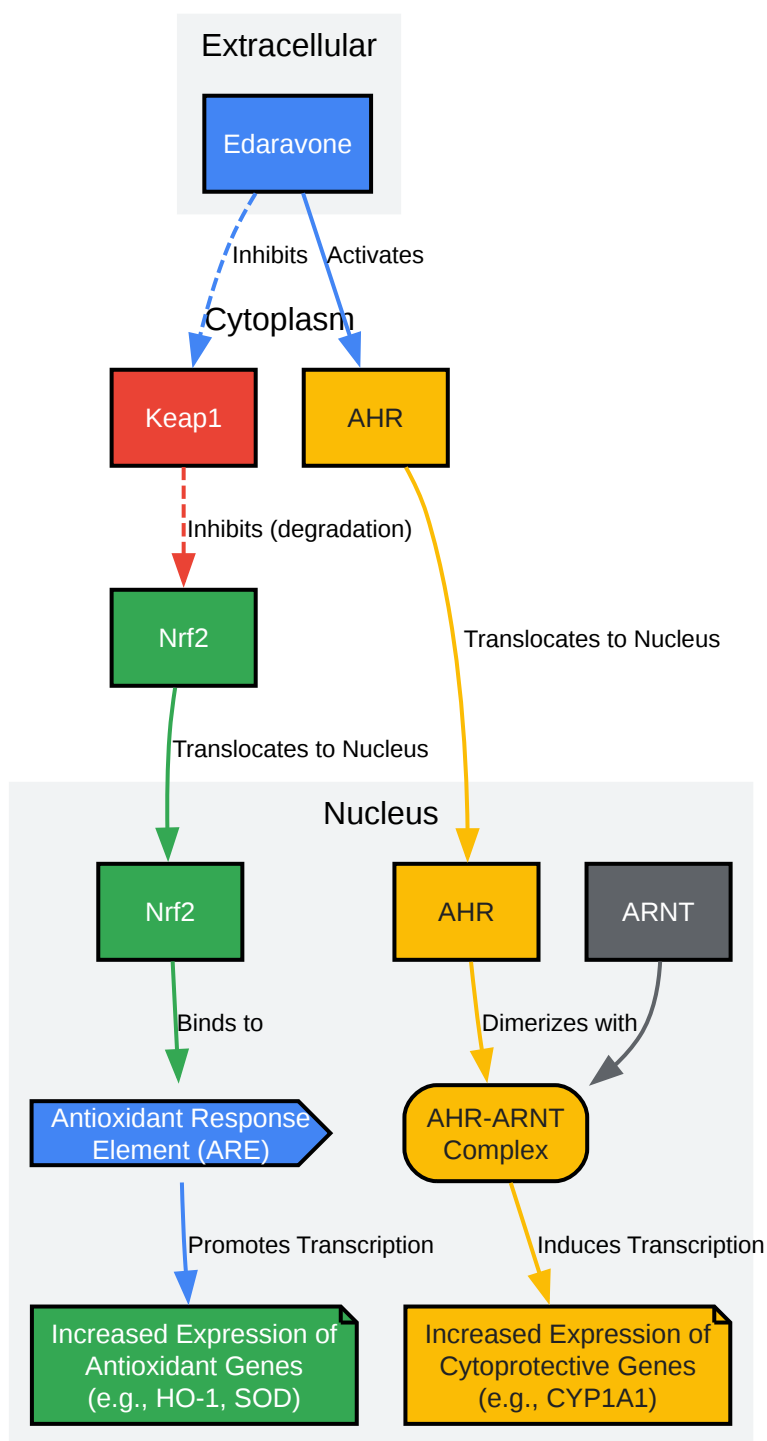 Extracellular
Edaravone
Inhibits
Activates
Cytoplasm
Keap1
AHR
Inhibits (degradation)
Nrf2
Translocates to Nucleus
Translocates to Nucleus
Nucleus
Nrf2
AHR
ARNT
Binds to
Dimerizes with
Antioxidant Response
Element (ARE)
AHR-ARNT
Complex
Promotes Transcription
Induces Transcription
Increased Expression of
Antioxidant Genes
(e.g., HO-1, SOD)
Increased Expression of
Cytoprotective Genes
(e.g., CYP1A1)